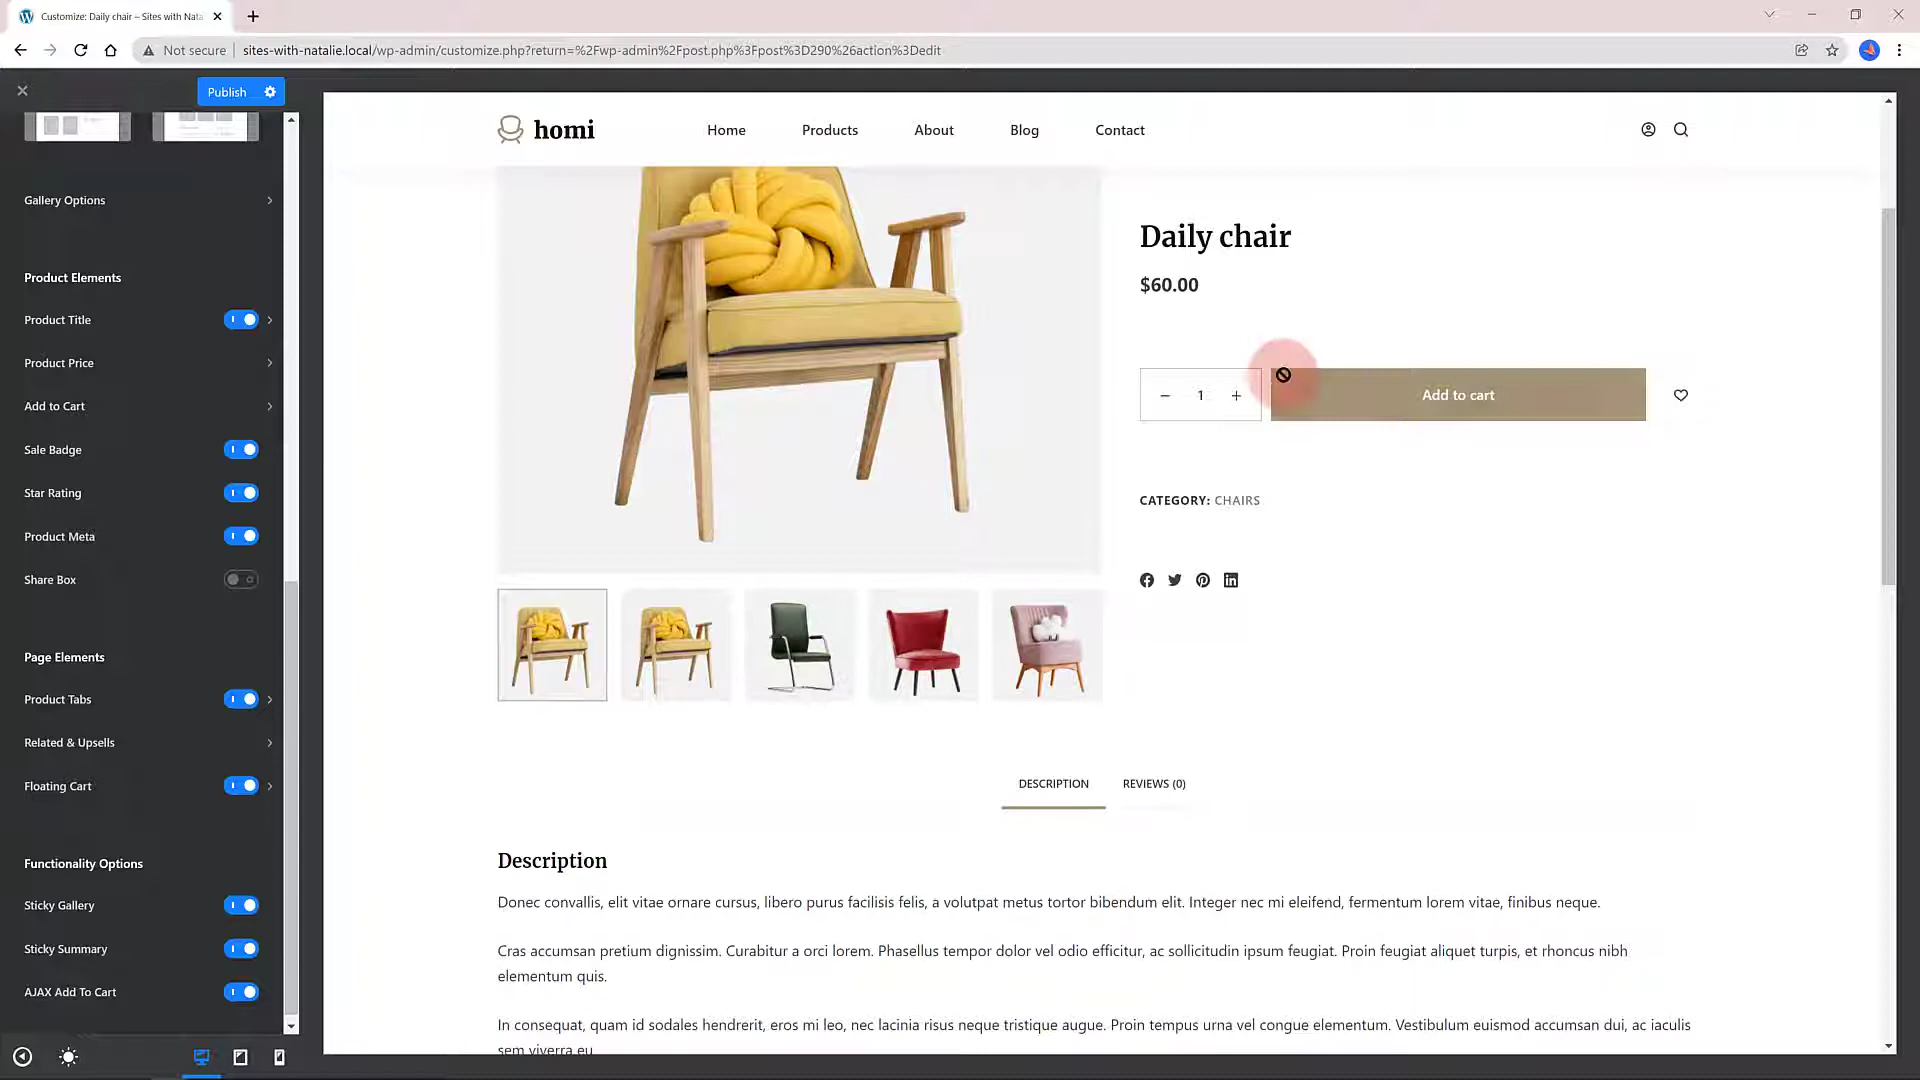 Customize: Daily chair – Sites with Nata
Not secure
sites-with-natalie.local/wp-admin/customize.php?return=%2Fwp-admin%2Fpost.php%3Fpost%3D290%26action%3Dedit
Publish
Gallery Options
Product Elements
Product Title
Product Price
Add to Cart
Sale Badge
Star Rating
Product Meta
Share Box
Page Elements
Product Tabs
Related & Upsells
Floating Cart
Functionality Options
Sticky Gallery
Sticky Summary
AJAX Add To Cart
homi
Home Products About Blog Contact
Daily chair
$60.00
− 1 +
Add to cart
CATEGORY: CHAIRS
DESCRIPTION REVIEWS (0)
Description
Donec convallis, elit vitae ornare cursus, libero purus facilisis felis, a volutpat metus tortor bibendum elit. Integer nec mi eleifend, fermentum lorem vitae, finibus neque.
Cras accumsan pretium dignissim. Curabitur a orci lorem. Phasellus tempor dolor vel odio efficitur, ac sollicitudin ipsum feugiat. Proin feugiat aliquet turpis, et rhoncus nibh
elementum quis.
In consequat, quam id sodales hendrerit, eros mi leo, nec lacinia risus neque tristique augue. Proin tempus urna vel congue elementum. Vestibulum euismod accumsan dui, ac iaculis
sem viverra eu